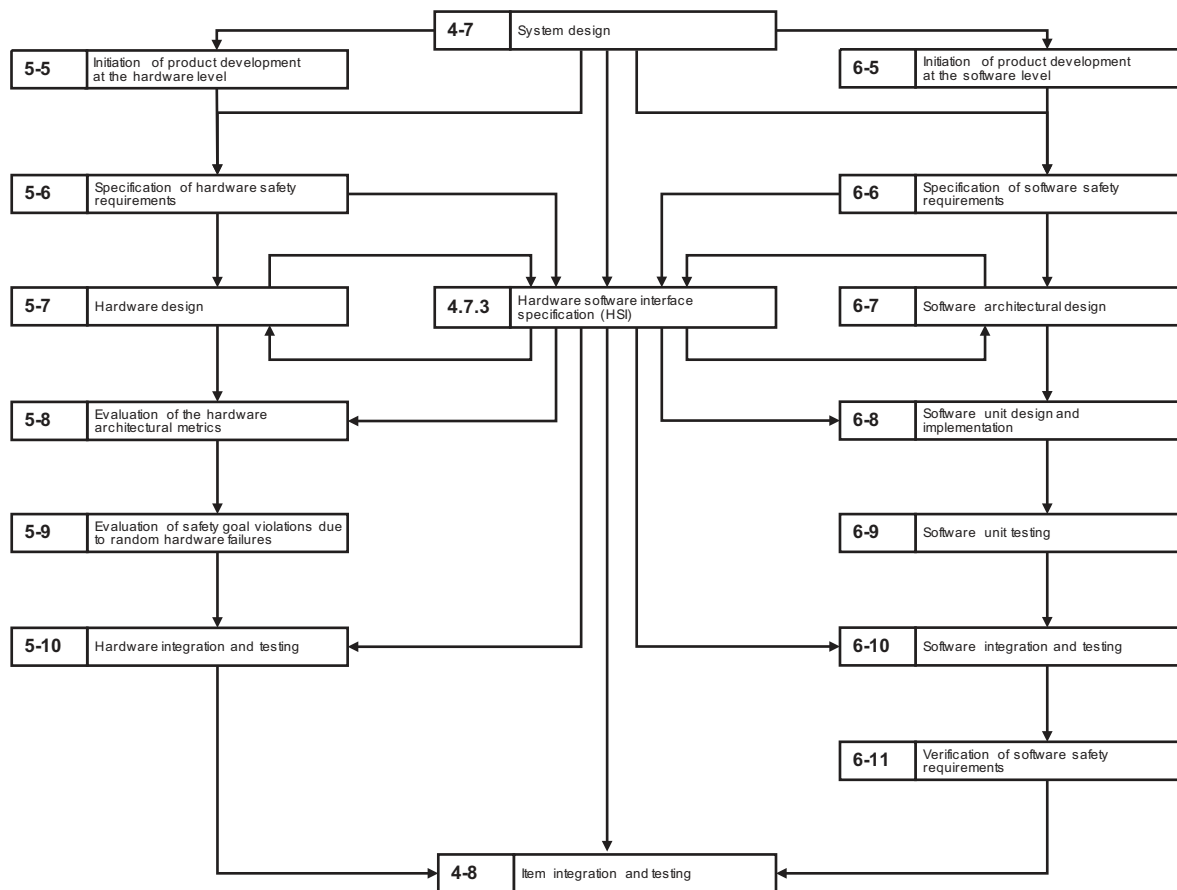 4-7 System design
5-5 Initiation of product development
at the hardware level
6-5 Initiation of product development
at the software level
5-6 Specification of hardware safety
requirements
6-6 Specification of software safety
requirements
5-7 Hardware design
4.7.3 Hardware software interface
specification (HSI)
6-7 Software architectural design
5-8 Evaluation of the hardware
architectural metrics
6-8 Software unit design and
implementation
5-9 Evaluation of safety goal violations due
to random hardware failures
6-9 Software unit testing
5-10 Hardware integration and testing
6-10 Software integration and testing
6-11 Verification of software safety
requirements
4-8 Item integration and testing